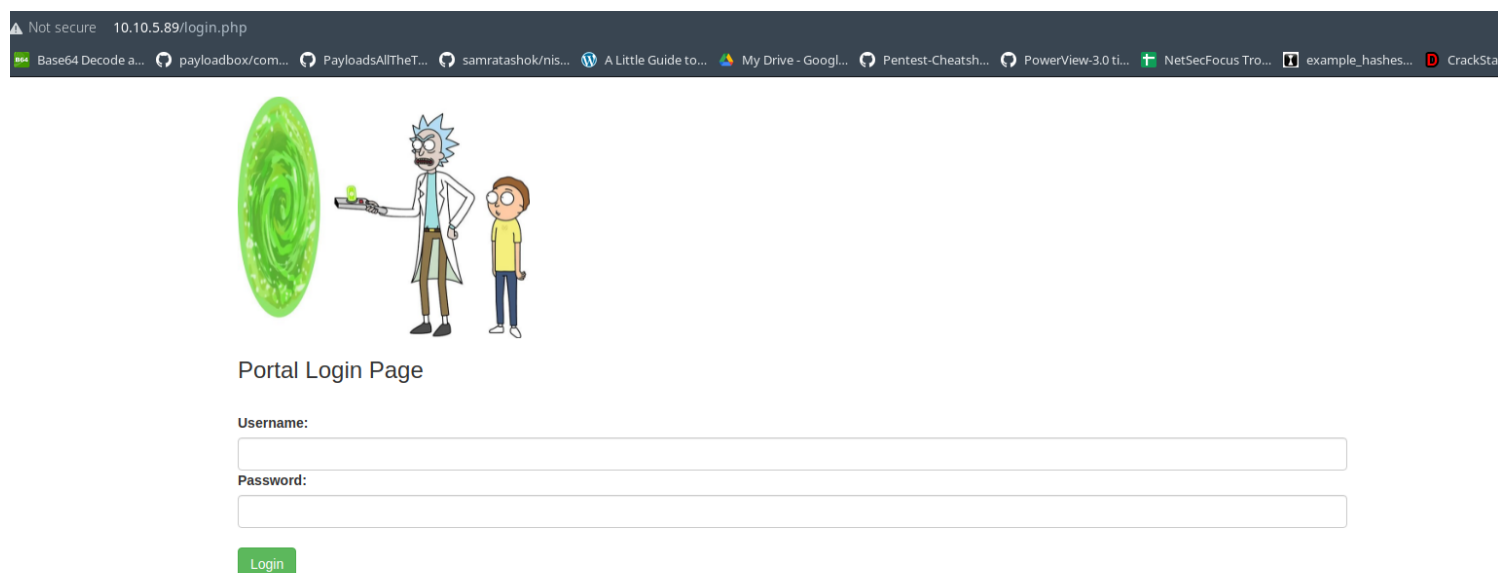 Not secure 10.10.5.89/login.php
Base64 Decode a... payloadbox/com... PayloadsAllTheT... samratashok/nis... A Little Guide to... My Drive - Googl... Pentest-Cheatsh... PowerView-3.0 ti... NetSecFocus Tro... example_hashes... CrackSta
Portal Login Page
Username:
Password:
Login